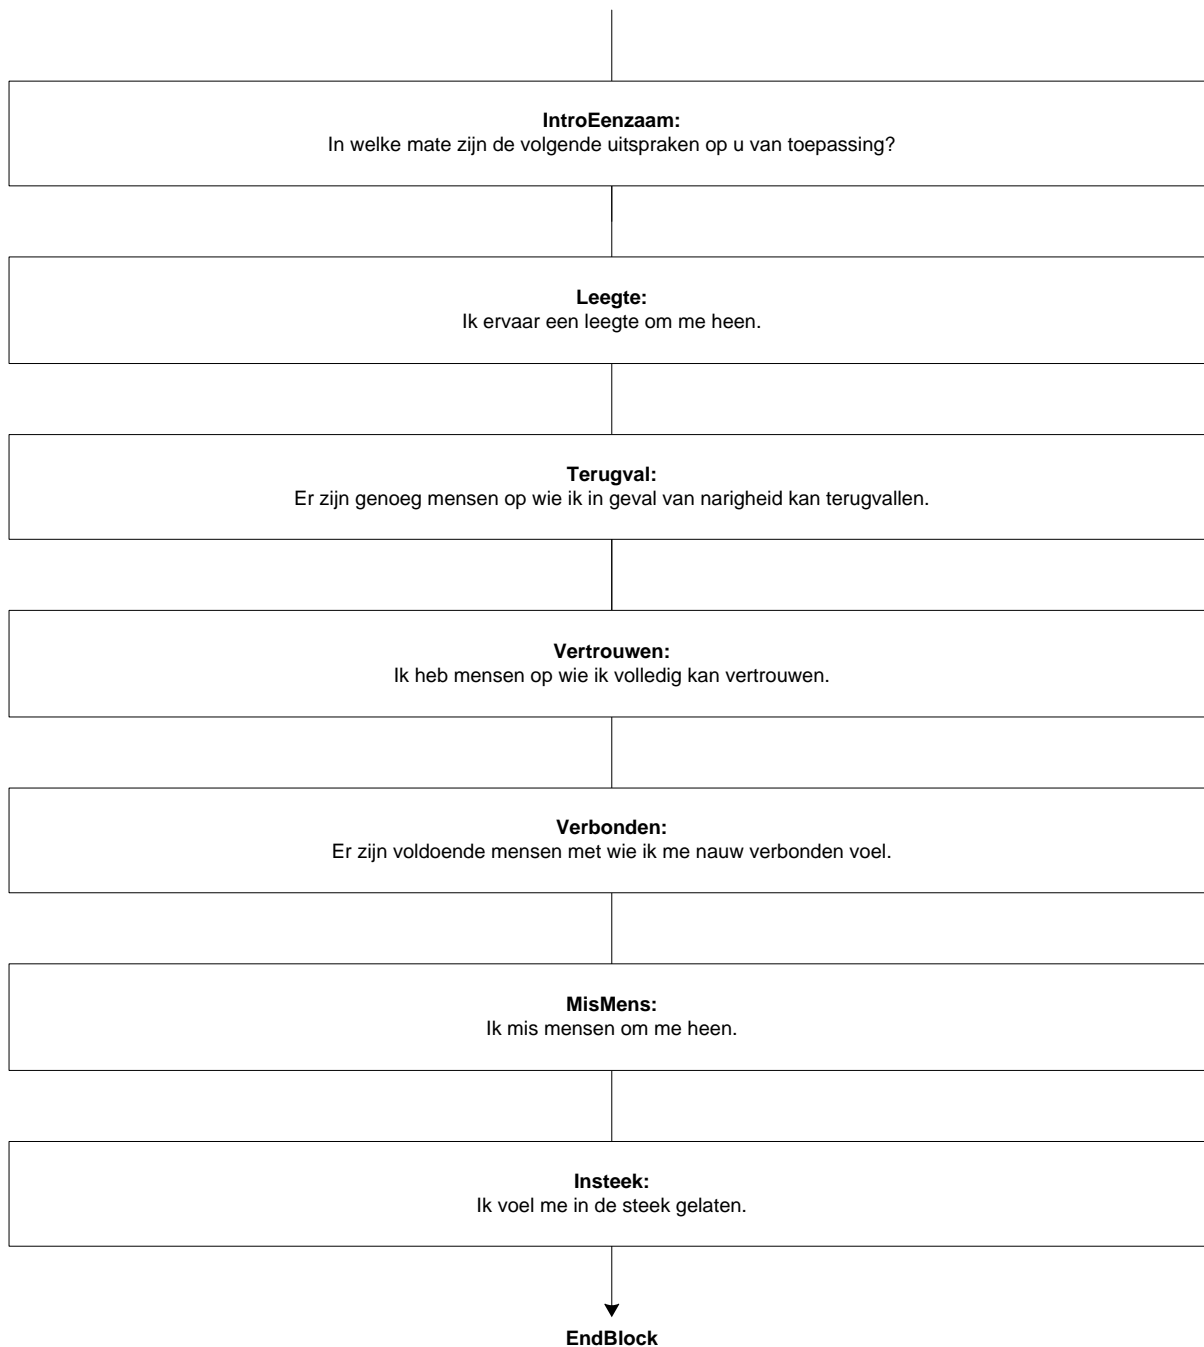 IntroEenzaam:
In welke mate zijn de volgende uitspraken op u van toepassing?
Leegte:
Ik ervaar een leegte om me heen.
Terugval:
Er zijn genoeg mensen op wie ik in geval van narigheid kan terugvallen.
Vertrouwen:
Ik heb mensen op wie ik volledig kan vertrouwen.
Verbonden:
Er zijn voldoende mensen met wie ik me nauw verbonden voel.
MisMens:
Ik mis mensen om me heen.
Insteek:
Ik voel me in de steek gelaten.
EndBlock